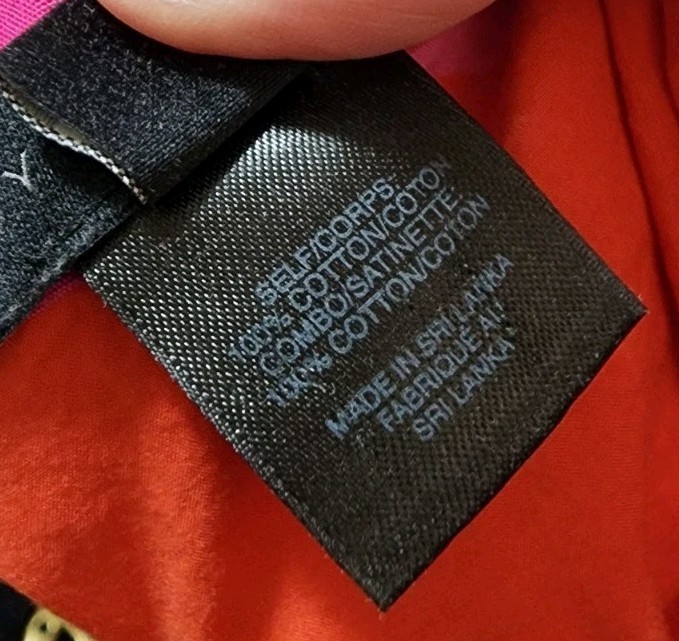 Y
SELF/CORPS:
100% COTTON/COTON
COMBO/SATINETTE
100% COTTON/COTON
MADE IN SRI LANKA
FABRIQUÉ AU
SRI LANKA